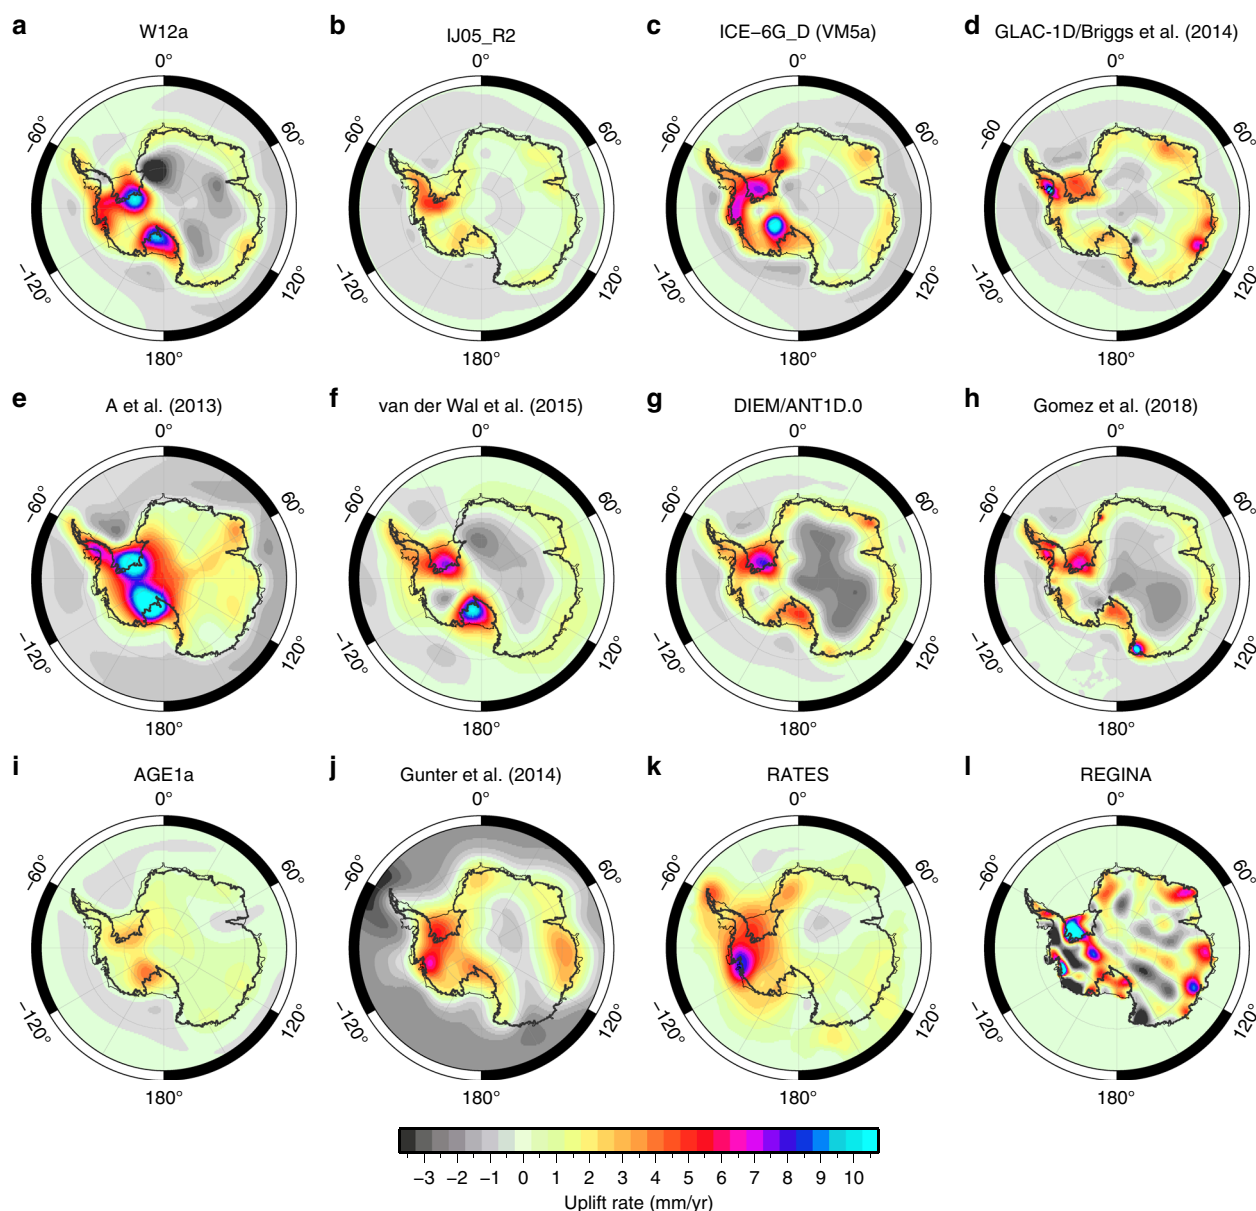 a W12a
b IJ05_R2
c ICE−6G_D (VM5a)
d GLAC-1D/Briggs et al. (2014)
0° 0° 0° 0°
−60° 60° −60° 60° −60° 60° −60 60°
−120° 120° −120° 120° −120° 120° −120° 120°
180° 180° 180° 180°
e A et al. (2013)
f van der Wal et al. (2015)
g DIEM/ANT1D.0
h Gomez et al. (2018)
0° 0° 0° 0°
−60° 60° −60° 60° −60° 60° −60° 60°
−120° 120° −120° 120° −120° 120° −120° 120°
180° 180° 180° 180°
i AGE1a
j Gunter et al. (2014)
k RATES
l REGINA
0° 0° 0° 0°
−60° 60° −60° 60° −60° 60° −60° 60°
−120° 120° −120° 120° −120° 120° −120° 120°
180° 180° 180° 180°
−3 −2 −1 0 1 2 3 4 5 6 7 8 9 10
Uplift rate (mm/yr)